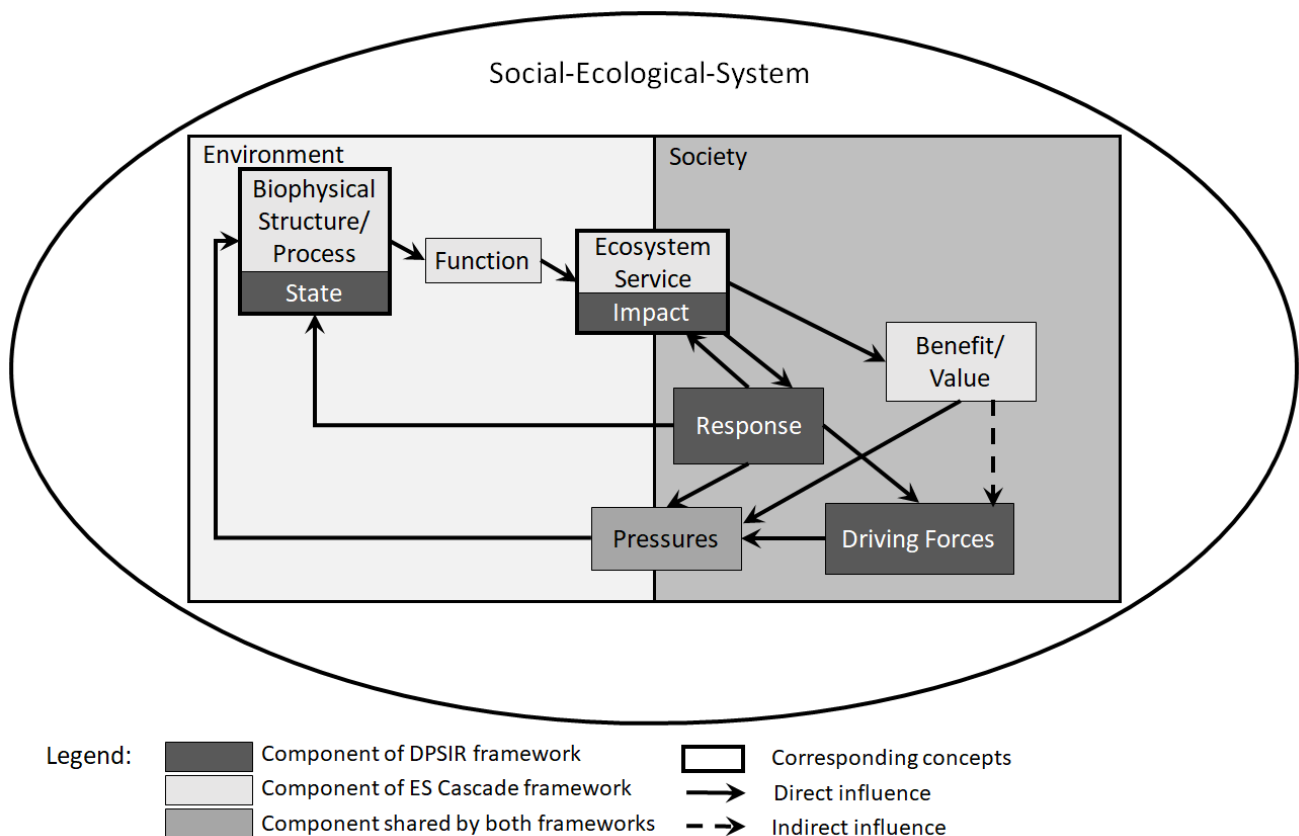 Social-Ecological-System
Environment
Society
Biophysical
Structure/
Process
State
Function
Ecosystem
Service
Impact
Benefit/
Value
Response
Pressures
Driving Forces
Legend:
Component of DPSIR framework
Component of ES Cascade framework
Component shared by both frameworks
Corresponding concepts
Direct influence
Indirect influence